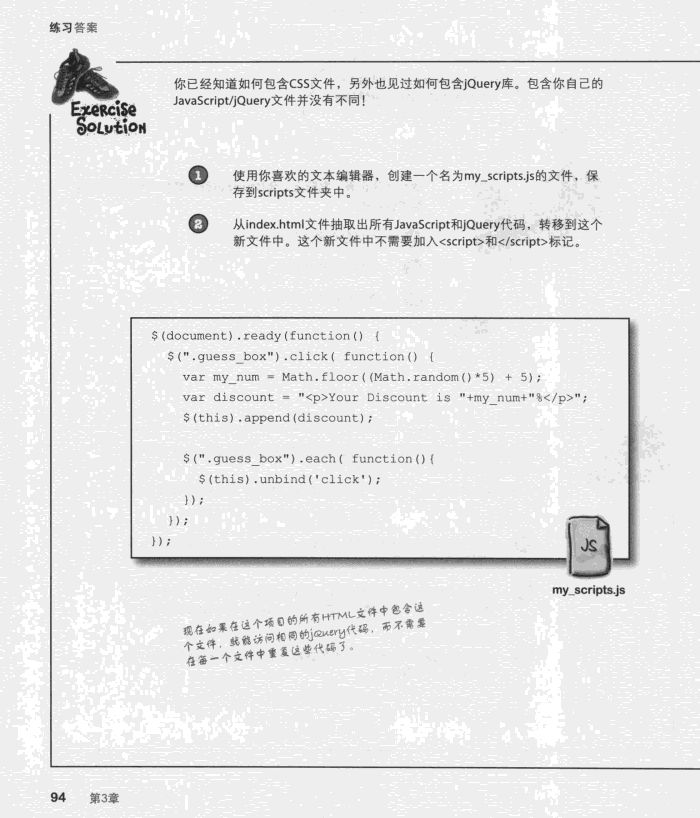 练习答案
Exercise
Solution
你已经知道如何包含CSS文件，另外也见过如何包含jQuery库。包含你自己的
JavaScript/jQuery文件并没有不同！
1 使用你喜欢的文本编辑器，创建一个名为my_scripts.js的文件，保
存到scripts文件夹中。
2 从index.html文件抽取出所有JavaScript和jQuery代码，转移到这个
新文件中。这个新文件中不需要加入<script>和</script>标记。
$(document).ready(function() {
$(".guess_box").click( function() {
var my_num = Math.floor((Math.random()*5) + 5);
var discount = "<p>Your Discount is "+my_num+"%</p>";
$(this).append(discount);
$(".guess_box").each( function(){
$(this).unbind('click');
});
});
});
JS
my_scripts.js
现在如果在这个项目的所有HTML文件中包含这
个文件，就能访问相同的jQuery代码，而不需要
在每一个文件中重复这些代码了。
94 第3章